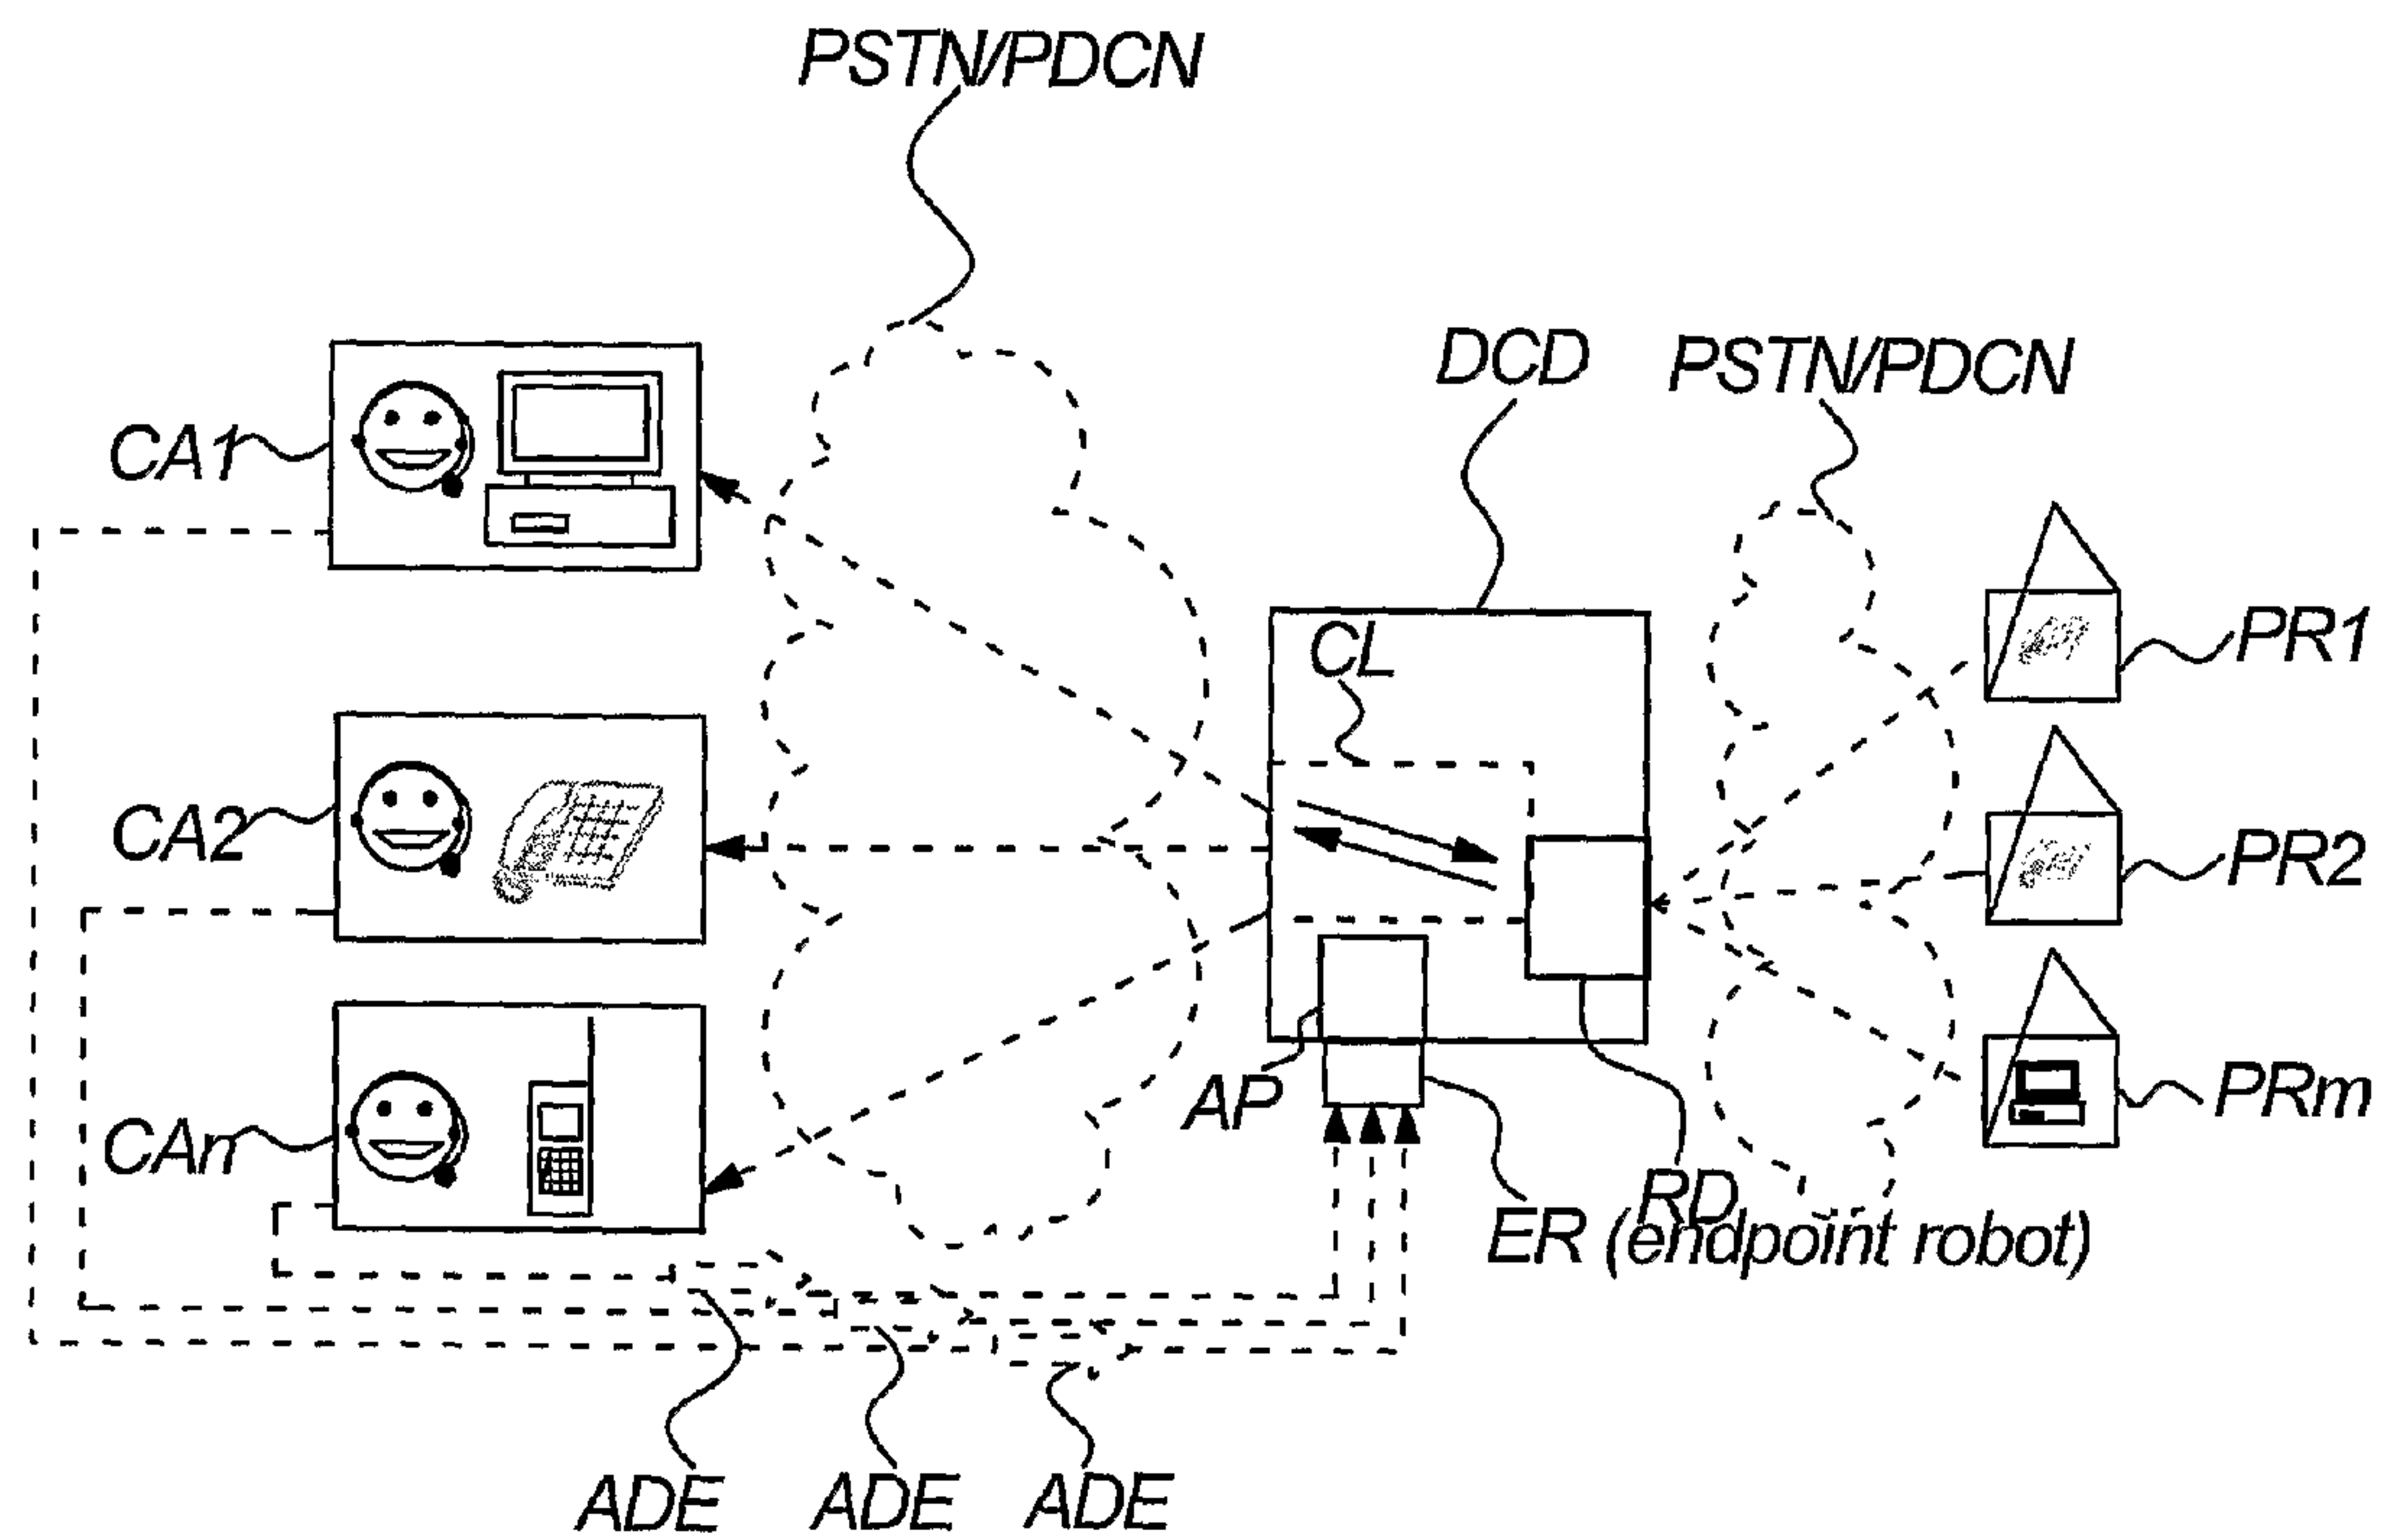 PSTN/PDCN
DCD
PSTN/PDCN
CA1
CL
PR1
CA2
PR2
AP
PRm
CAn
RD
ER (endpoint robot)
ADE
ADE
ADE